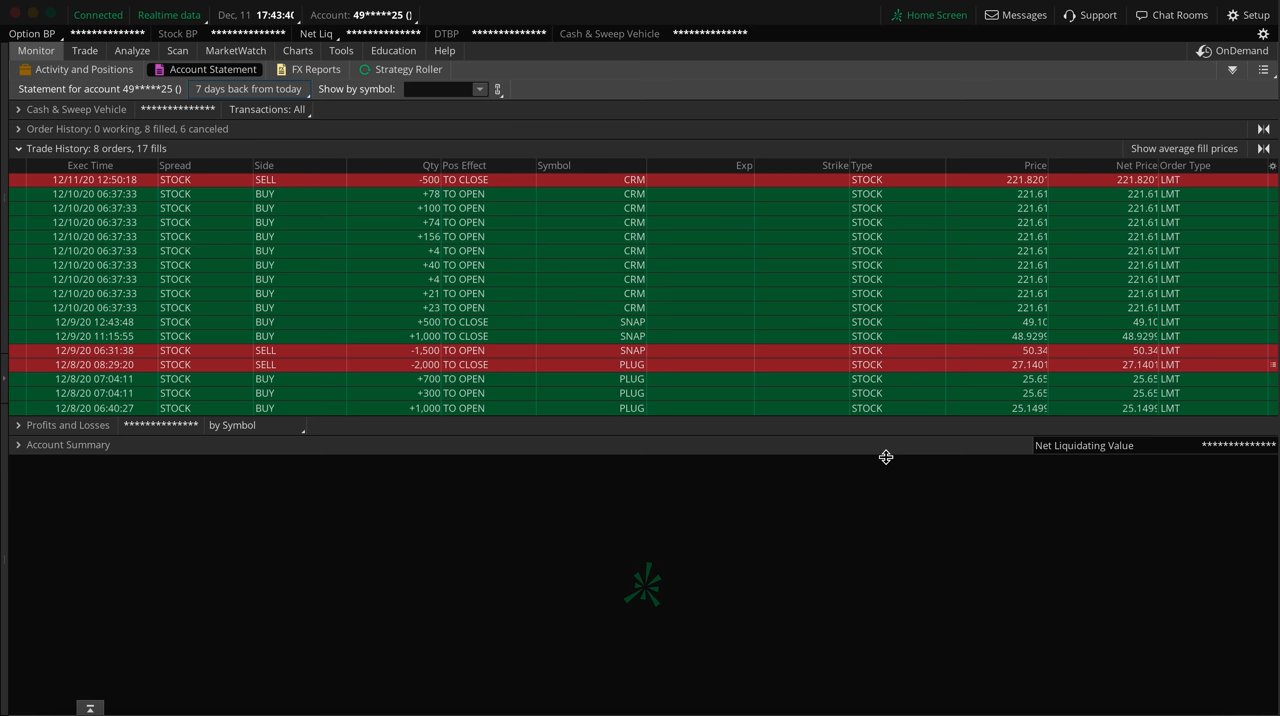 Connected Realtime data Dec, 11 17:43:40 Account: 49*****25 () Home Screen Messages Support Chat Rooms Setup
Option BP ************** Stock BP ************** Net Liq ************** DTBP ************** Cash & Sweep Vehicle **************
Monitor Trade Analyze Scan MarketWatch Charts Tools Education Help OnDemand
Activity and Positions Account Statement FX Reports Strategy Roller
Statement for account 49*****25 () 7 days back from today Show by symbol:
Cash & Sweep Vehicle ************** Transactions: All
Order History: 0 working, 8 filled, 6 canceled
Trade History: 8 orders, 17 fills Show average fill prices
Exec Time Spread Side Qty Pos Effect Symbol Exp Strike Type Price Net Price Order Type
12/11/20 12:50:18 STOCK SELL -500 TO CLOSE CRM STOCK 221.820 221.820 LMT
12/10/20 06:37:33 STOCK BUY +78 TO OPEN CRM STOCK 221.61 221.61 LMT
12/10/20 06:37:33 STOCK BUY +100 TO OPEN CRM STOCK 221.61 221.61 LMT
12/10/20 06:37:33 STOCK BUY +74 TO OPEN CRM STOCK 221.61 221.61 LMT
12/10/20 06:37:33 STOCK BUY +156 TO OPEN CRM STOCK 221.61 221.61 LMT
12/10/20 06:37:33 STOCK BUY +4 TO OPEN CRM STOCK 221.61 221.61 LMT
12/10/20 06:37:33 STOCK BUY +40 TO OPEN CRM STOCK 221.61 221.61 LMT
12/10/20 06:37:33 STOCK BUY +4 TO OPEN CRM STOCK 221.61 221.61 LMT
12/10/20 06:37:33 STOCK BUY +21 TO OPEN CRM STOCK 221.61 221.61 LMT
12/10/20 06:37:33 STOCK BUY +23 TO OPEN CRM STOCK 221.61 221.61 LMT
12/9/20 12:43:48 STOCK BUY +500 TO CLOSE SNAP STOCK 49.10 49.10 LMT
12/9/20 11:15:55 STOCK BUY +1,000 TO CLOSE SNAP STOCK 48.9299 48.9299 LMT
12/9/20 06:31:38 STOCK SELL -1,500 TO OPEN SNAP STOCK 50.34 50.34 LMT
12/8/20 08:29:20 STOCK SELL -2,000 TO CLOSE PLUG STOCK 27.1401 27.1401 LMT
12/8/20 07:04:11 STOCK BUY +700 TO OPEN PLUG STOCK 25.65 25.65 LMT
12/8/20 07:04:11 STOCK BUY +300 TO OPEN PLUG STOCK 25.65 25.65 LMT
12/8/20 06:40:27 STOCK BUY +1,000 TO OPEN PLUG STOCK 25.1499 25.1499 LMT
Profits and Losses ************** by Symbol
Account Summary Net Liquidating Value **************